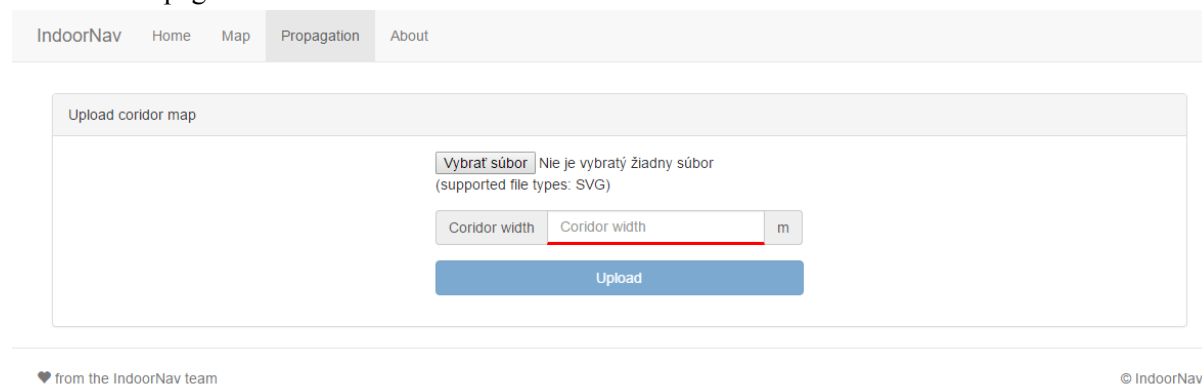 IndoorNav Home Map Propagation About
Upload coridor map
Vybrať súbor Nie je vybratý žiadny súbor
(supported file types: SVG)
Coridor width Coridor width m
Upload
♥ from the IndoorNav team © IndoorNav